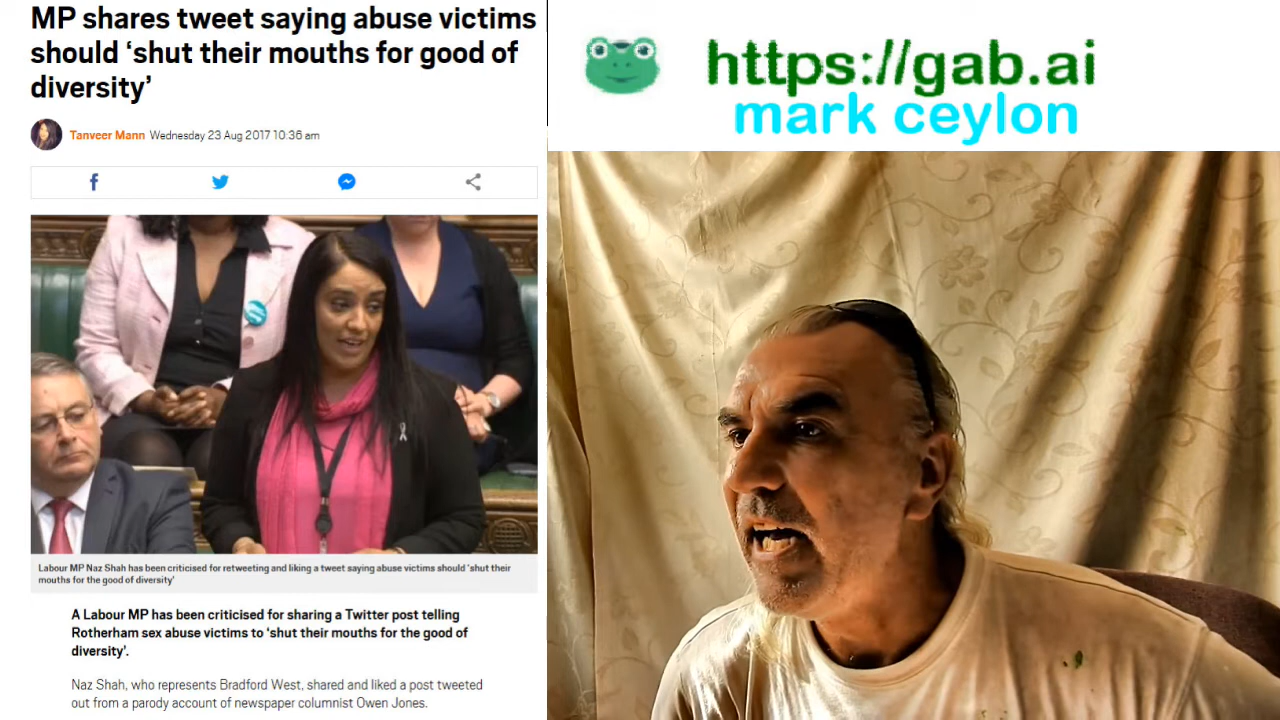 MP shares tweet saying abuse victims
should ‘shut their mouths for good of
diversity’
Tanveer Mann Wednesday 23 Aug 2017 10:36 am
Labour MP Naz Shah has been criticised for retweeting and liking a tweet saying abuse victims should 'shut their
mouths for the good of diversity'
A Labour MP has been criticised for sharing a Twitter post telling
Rotherham sex abuse victims to ‘shut their mouths for the good of
diversity’.
Naz Shah, who represents Bradford West, shared and liked a post tweeted
out from a parody account of newspaper columnist Owen Jones.
https://gab.ai
mark ceylon